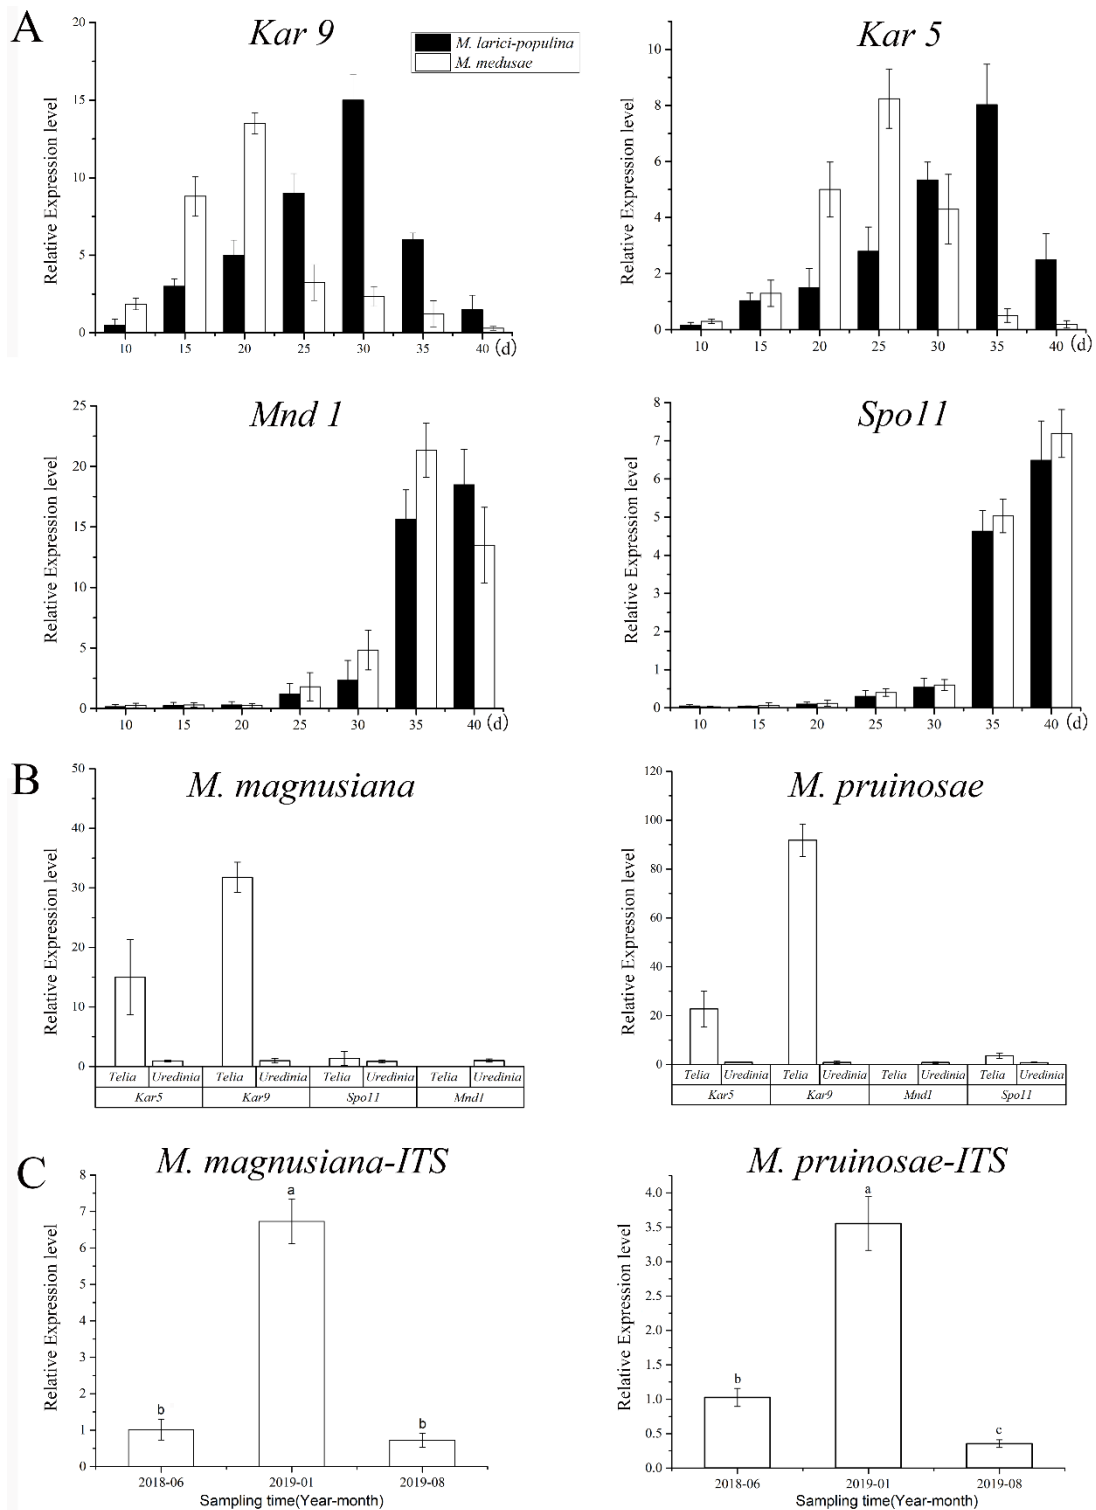 A
Kar 9
M. larici-populina
M. medusae
Relative Expression level
20
15
10
5
0
10 15 20 25 30 35 40 (d)
Kar 5
Relative Expression level
10
8
6
4
2
0
10 15 20 25 30 35 40 (d)
Mnd 1
Relative Expression level
25
20
15
10
5
0
10 15 20 25 30 35 40 (d)
Spo11
Relative Expression level
8
7
6
5
4
3
2
1
0
10 15 20 25 30 35 40 (d)
B
M. magnusiana
Relative Expression level
50
40
30
20
10
0
Telia Uredinia Telia Uredinia Telia Uredinia Telia Uredinia
Kar5 Kar9 Spo11 Mnd1
M. pruinosae
Relative Expression level
120
100
80
60
40
20
0
Telia Uredinia Telia Uredinia Telia Uredinia Telia Uredinia
Kar5 Kar9 Mnd1 Spo11
C
M. magnusiana-ITS
Relative Expression level
8
7
6
5
4
3
2
1
0
b
a
b
2018-06 2019-01 2019-08
Sampling time(Year-month)
M. pruinosae-ITS
Relative Expression level
4.0
3.5
3.0
2.5
2.0
1.5
1.0
0.5
0.0
b
a
c
2018-06 2019-01 2019-08
Sampling time(Year-month)